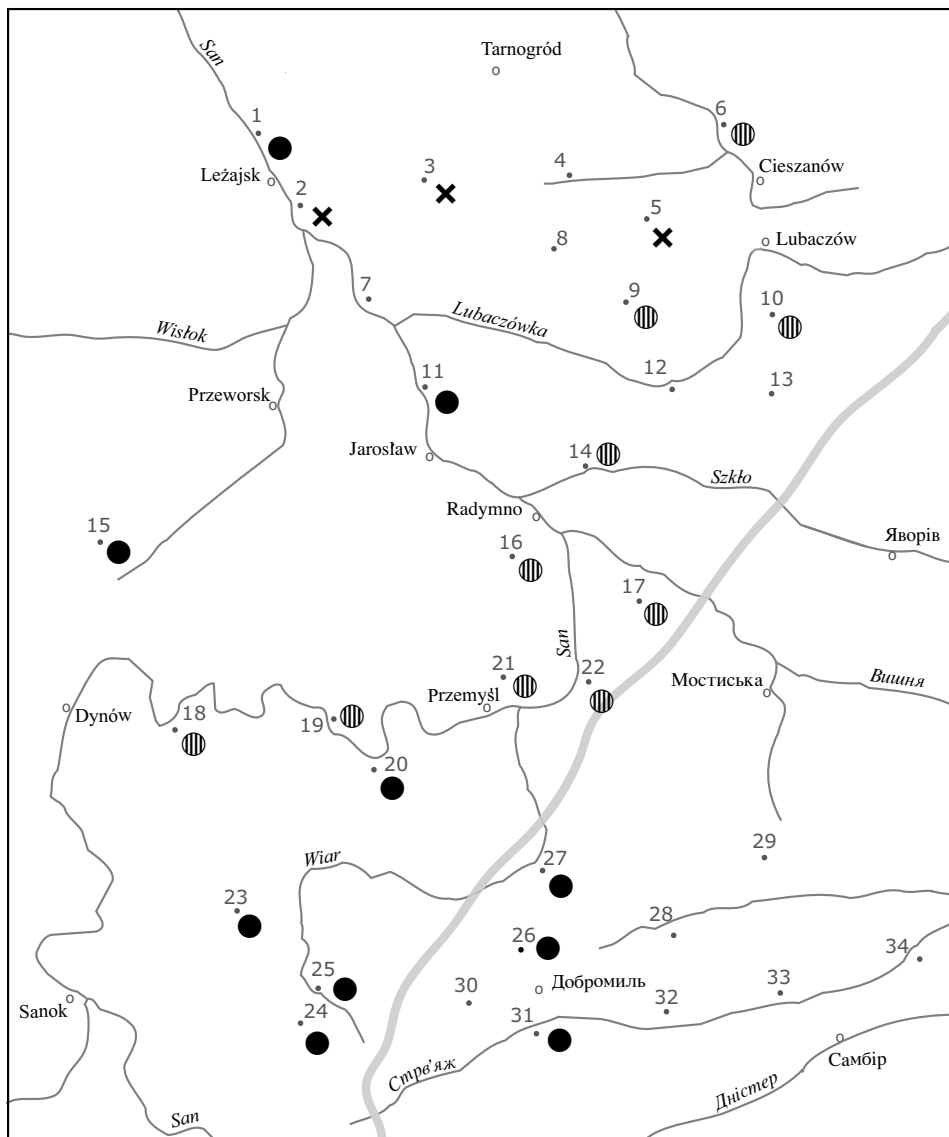 San
Tarnogród
1
6
Leżajsk
3
4
Cieszanów
2
5
8
Lubaczów
7
9
10
Lubaczówka
Wisłok
Przeworsk
11
12
13
Jarosław
14
Szkło
Radymno
15
16
Яворів
17
San
21
22
Мостиська
Вишня
Dynów
18
19
Przemyśl
20
Wiar
27
29
23
28
26
34
25
30
Добромиль
33
Sanok
24
31
32
Самбір
Стрв'яж
Дністер
San